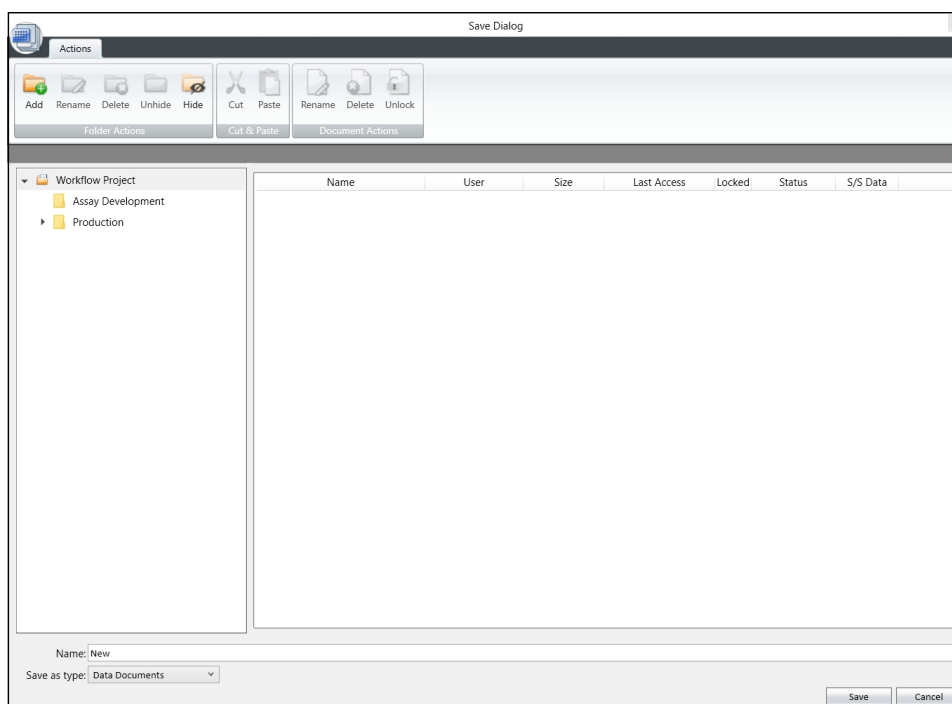 Save Dialog
Actions
Add Rename Delete Unhide Hide Cut Paste Rename Delete Unlock
Folder Actions Cut & Paste Document Actions
Workflow Project
Assay Development
Production
Name User Size Last Access Locked Status S/S Data
Name: New
Save as type: Data Documents
Save Cancel